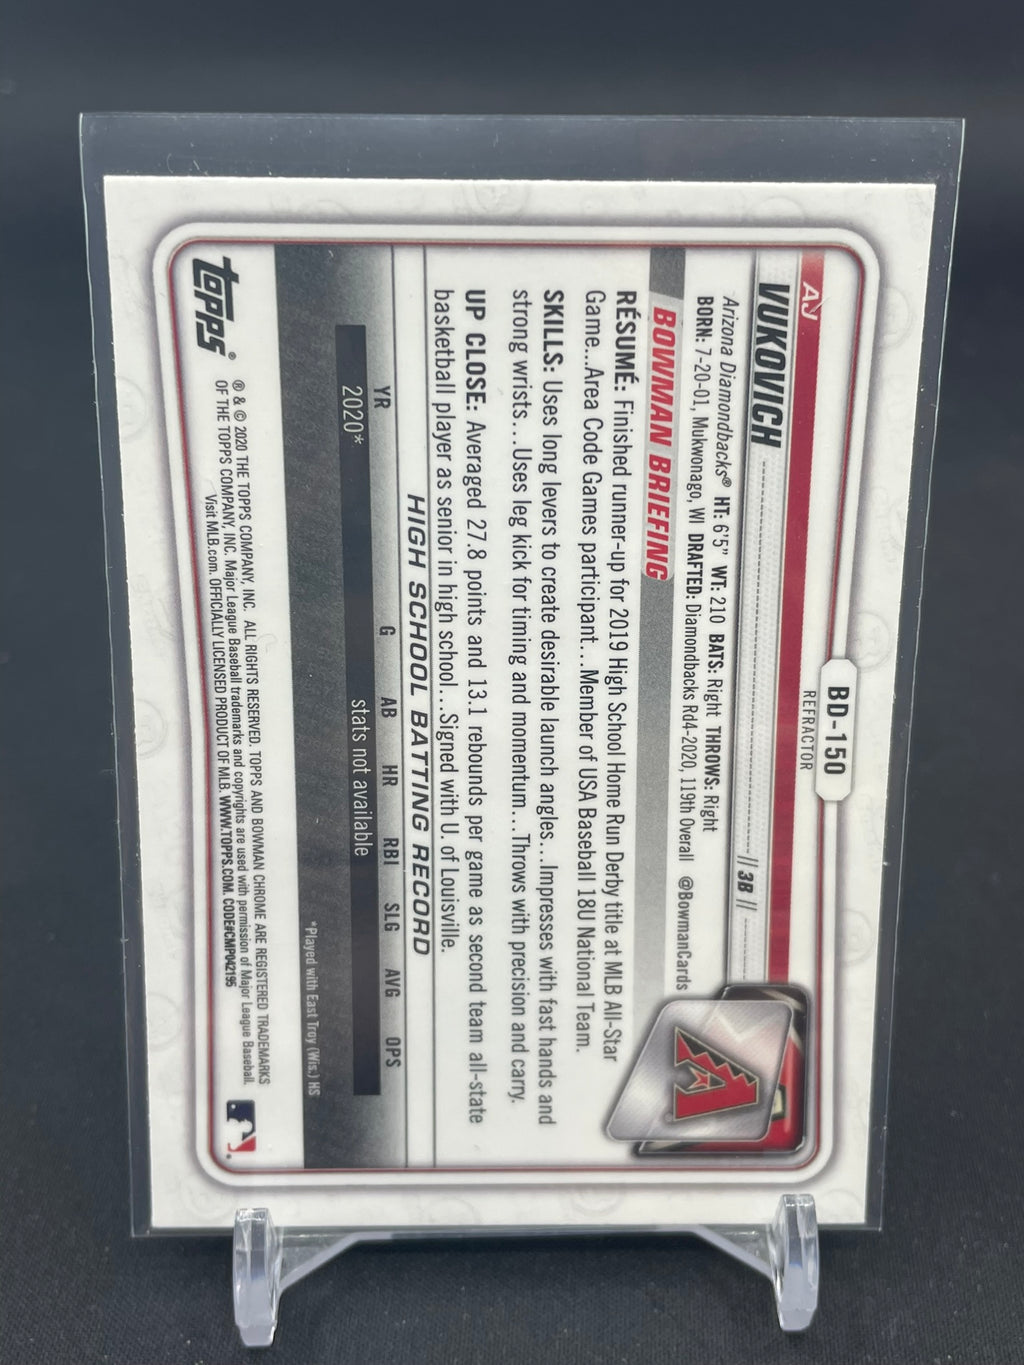 BD-150
REFRACTOR
AJ
VUKOVICH
|| 3B ||
Arizona Diamondbacks® HT: 6'5" WT: 210 BATS: Right THROWS: Right
BORN: 7-20-01, Mukwonago, WI DRAFTED: Diamondbacks Rd4-2020, 119th Overall @BowmanCards
BOWMAN BRIEFING
RÉSUMÉ: Finished runner-up for 2019 High School Home Run Derby title at MLB All-Star
Game...Area Code Games participant...Member of USA Baseball 18U National Team.
SKILLS: Uses long levers to create desirable launch angles...Impresses with fast hands and
strong wrists...Uses leg kick for timing and momentum...Throws with precision and carry.
UP CLOSE: Averaged 27.8 points and 13.1 rebounds per game as second team all-state
basketball player as senior in high school...Signed with U. of Louisville.
HIGH SCHOOL BATTING RECORD
YR G AB HR RBI SLG AVG OPS
2020* stats not available
*Played with East Troy (Wis.) HS
topps®
® & © 2020 THE TOPPS COMPANY, INC. ALL RIGHTS RESERVED. TOPPS AND BOWMAN CHROME ARE REGISTERED TRADEMARKS
OF THE TOPPS COMPANY, INC. Major League Baseball trademarks and copyrights are used with permission of Major League Baseball.
Visit MLB.com. OFFICIALLY LICENSED PRODUCT OF MLB. WWW.TOPPS.COM. CODE#CMP042195